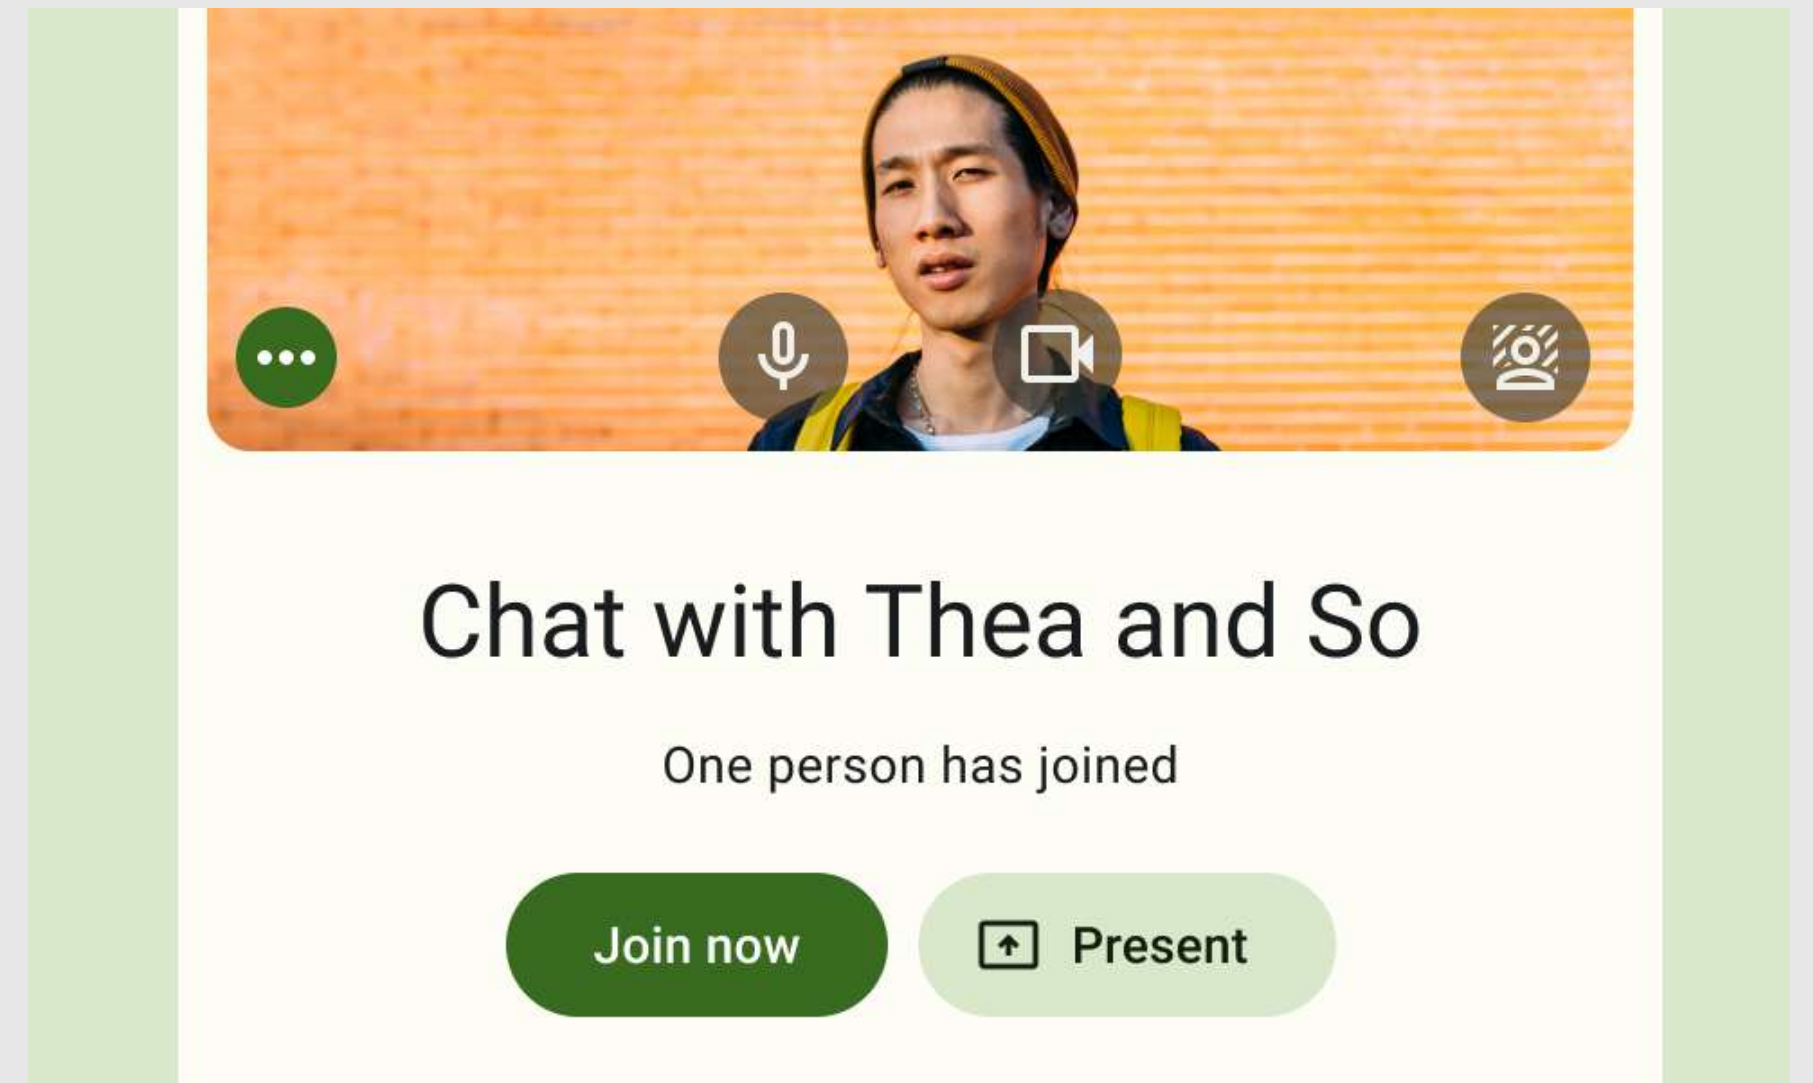 Chat with Thea and So
One person has joined
Join now
Present